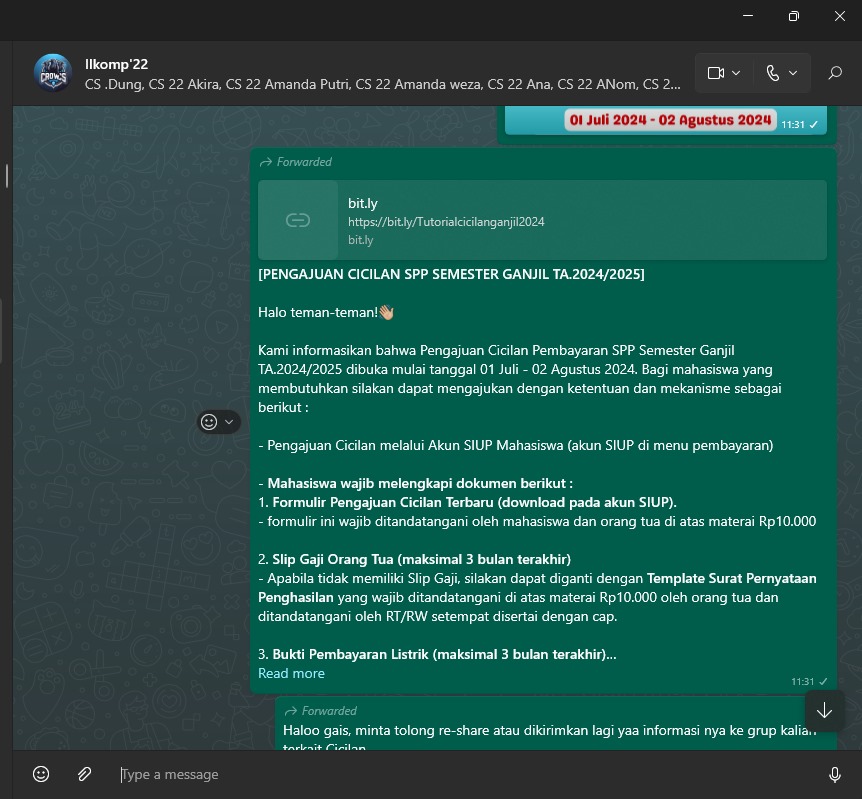 Ilkomp'22
CS .Dung, CS 22 Akira, CS 22 Amanda Putri, CS 22 Amanda weza, CS 22 Ana, CS 22 ANom, CS 2...
01 Juli 2024 - 02 Agustus 2024
11:31
Forwarded
bit.ly
https://bit.ly/Tutorialcicilanganjil2024
bit.ly
[PENGAJUAN CICILAN SPP SEMESTER GANJIL TA.2024/2025]
Halo teman-teman!👋🏼
Kami informasikan bahwa Pengajuan Cicilan Pembayaran SPP Semester Ganjil
TA.2024/2025 dibuka mulai tanggal 01 Juli - 02 Agustus 2024. Bagi mahasiswa yang
membutuhkan silakan dapat mengajukan dengan ketentuan dan mekanisme sebagai
berikut :
- Pengajuan Cicilan melalui Akun SIUP Mahasiswa (akun SIUP di menu pembayaran)
- Mahasiswa wajib melengkapi dokumen berikut :
1. Formulir Pengajuan Cicilan Terbaru (download pada akun SIUP).
- formulir ini wajib ditandatangani oleh mahasiswa dan orang tua di atas materai Rp10.000
2. Slip Gaji Orang Tua (maksimal 3 bulan terakhir)
- Apabila tidak memiliki Slip Gaji, silakan dapat diganti dengan Template Surat Pernyataan
Penghasilan yang wajib ditandatangani di atas materai Rp10.000 oleh orang tua dan
ditandatangani oleh RT/RW setempat disertai dengan cap.
3. Bukti Pembayaran Listrik (maksimal 3 bulan terakhir)...
Read more
11:31
Forwarded
Haloo gais, minta tolong re-share atau dikirimkan lagi yaa informasi nya ke grup kalian
terkait Cicilan
Type a message